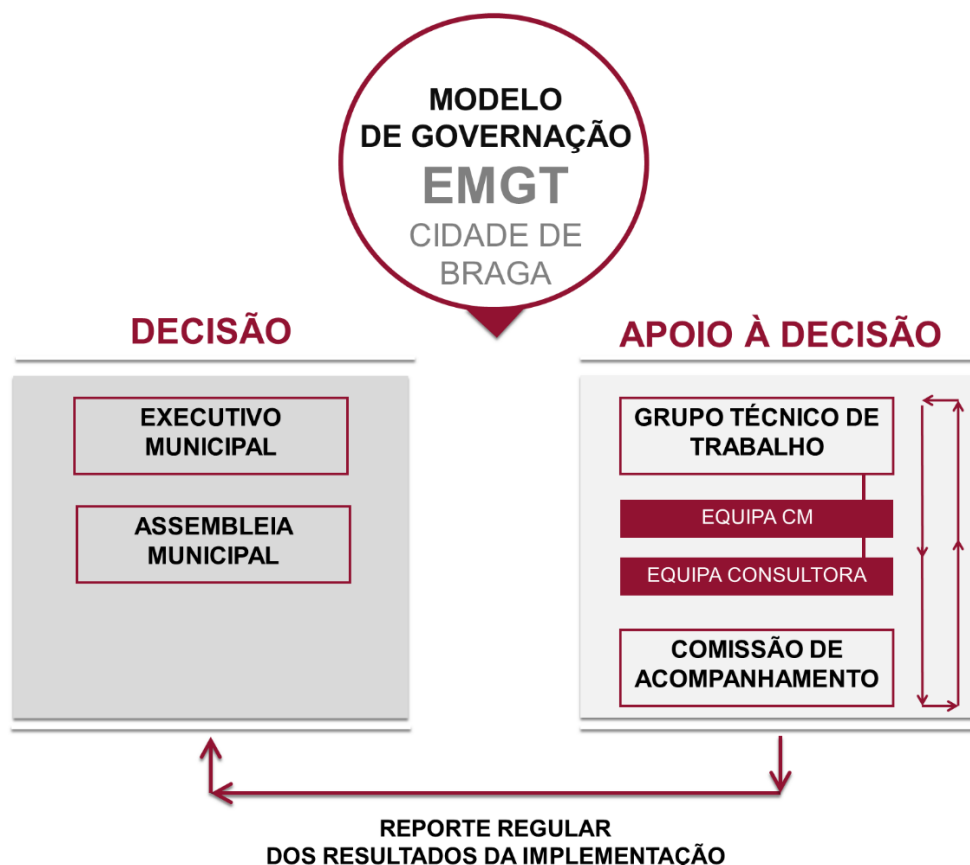 MODELO
DE GOVERNAÇÃO
EMGT
CIDADE DE
BRAGA
DECISÃO
EXECUTIVO
MUNICIPAL
ASSEMBLEIA
MUNICIPAL
APOIO À DECISÃO
GRUPO TÉCNICO DE
TRABALHO
EQUIPA CM
EQUIPA CONSULTORA
COMISSÃO DE
ACOMPANHAMENTO
REPORTE REGULAR
DOS RESULTADOS DA IMPLEMENTAÇÃO